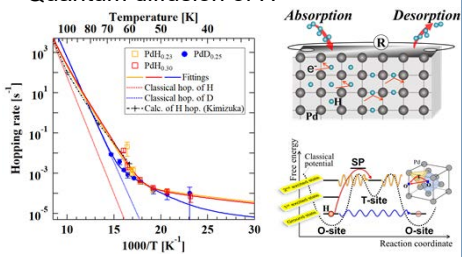 Quantum diffusion of H
Temperature [K]
100 80 60 50 40
PdH0.23
PdH0.30
PdD0.25
Fittings
Classical hop. of H
Classical hop. of D
Calc. of H hop. (Kimizuka)
Hopping rate [s⁻¹]
10³
10¹
10⁻¹
10⁻³
10⁻⁵
10 15 20 25 30
1000/T [K⁻¹]
Absorption Desorption
R
e⁻
H
Pd
Free energy
Classical
potential
SP
T-site
Pd
H
O-site O-site
Reaction coordinate